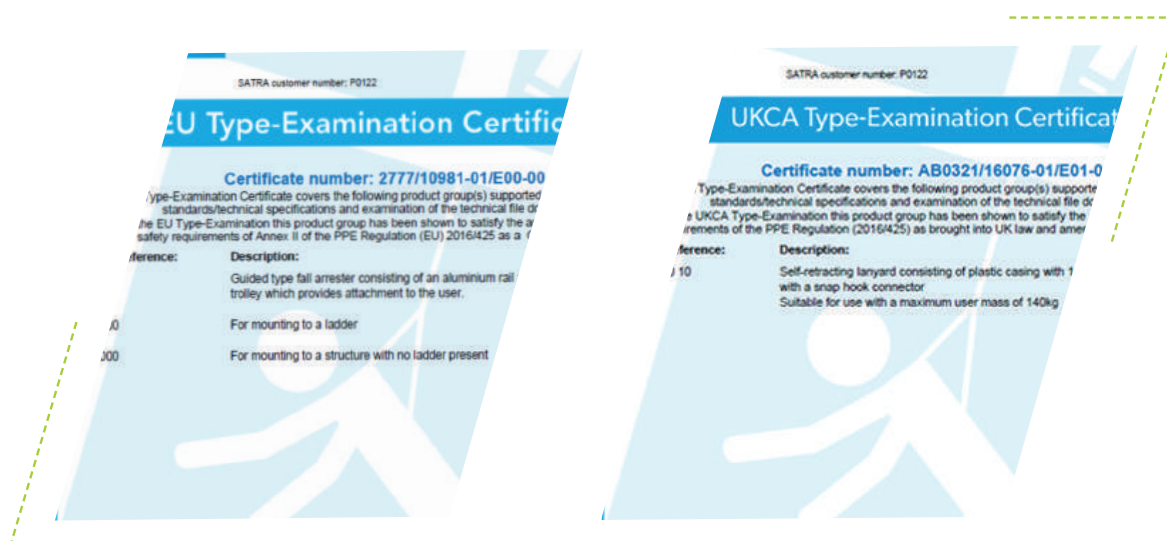 SATRA customer number: P0122
EU Type-Examination Certific
Certificate number: 2777/10981-01/E00-00
Type-Examination Certificate covers the following product group(s) supported
standards/technical specifications and examination of the technical file
the EU Type-Examination this product group has been shown to satisfy the a
safety requirements of Annex II of the PPE Regulation (EU) 2016/425 as a
ference:
Description:
Guided type fall arrester consisting of an aluminium rail
trolley which provides attachment to the user.
For mounting to a ladder
000
For mounting to a structure with no ladder present
SATRA customer number: P0122
UKCA Type-Examination Certificat
Certificate number: AB0321/16076-01/E01-0
Type-Examination Certificate covers the following product group(s) supporte
standards/technical specifications and examination of the technical file
UKCA Type-Examination this product group has been shown to satisfy the
irements of the PPE Regulation (2016/425) as brought into UK law and amen
ference:
Description:
10
Self-retracting lanyard consisting of plastic casing with 1
with a snap hook connector
Suitable for use with a maximum user mass of 140kg